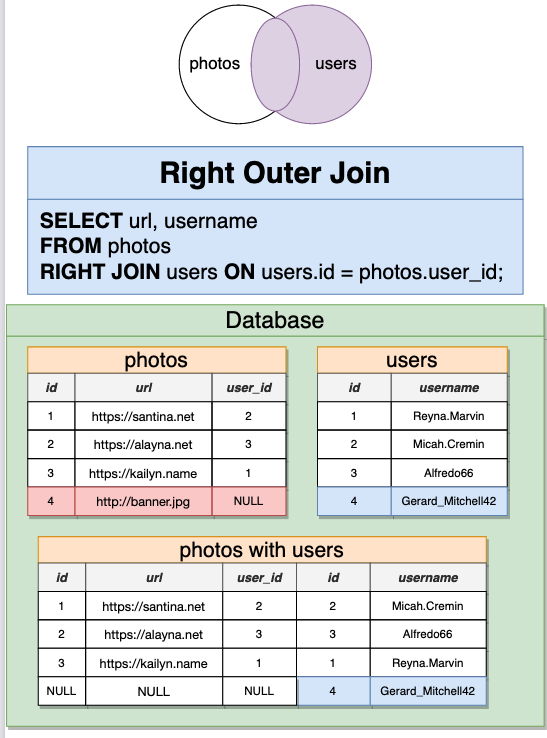 photos users
Right Outer Join
SELECT url, username
FROM photos
RIGHT JOIN users ON users.id = photos.user_id;
Database
photos
id url user_id
1 https://santina.net 2
2 https://alayna.net 3
3 https://kailyn.name 1
4 http://banner.jpg NULL
users
id username
1 Reyna.Marvin
2 Micah.Cremin
3 Alfredo66
4 Gerard_Mitchell42
photos with users
id url user_id id username
1 https://santina.net 2 2 Micah.Cremin
2 https://alayna.net 3 3 Alfredo66
3 https://kailyn.name 1 1 Reyna.Marvin
NULL NULL NULL 4 Gerard_Mitchell42